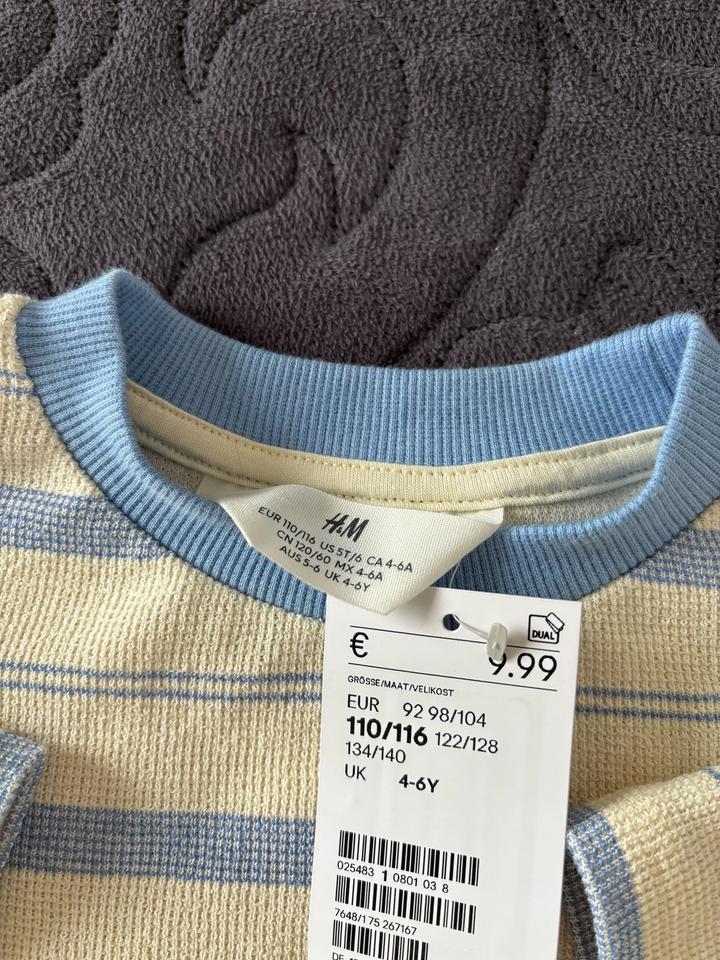 H&M
EUR 110/116 US 5T/6 CA 4-6A
CN 120/60 MX 4-6A
AUS 5-6 UK 4-6Y
DUAL
€ 9.99
GRÖSSE/MAAT/VELIKOST
EUR 92 98/104
110/116 122/128
134/140
UK 4-6Y
025483 1 0801 03 8
7648/175 267167